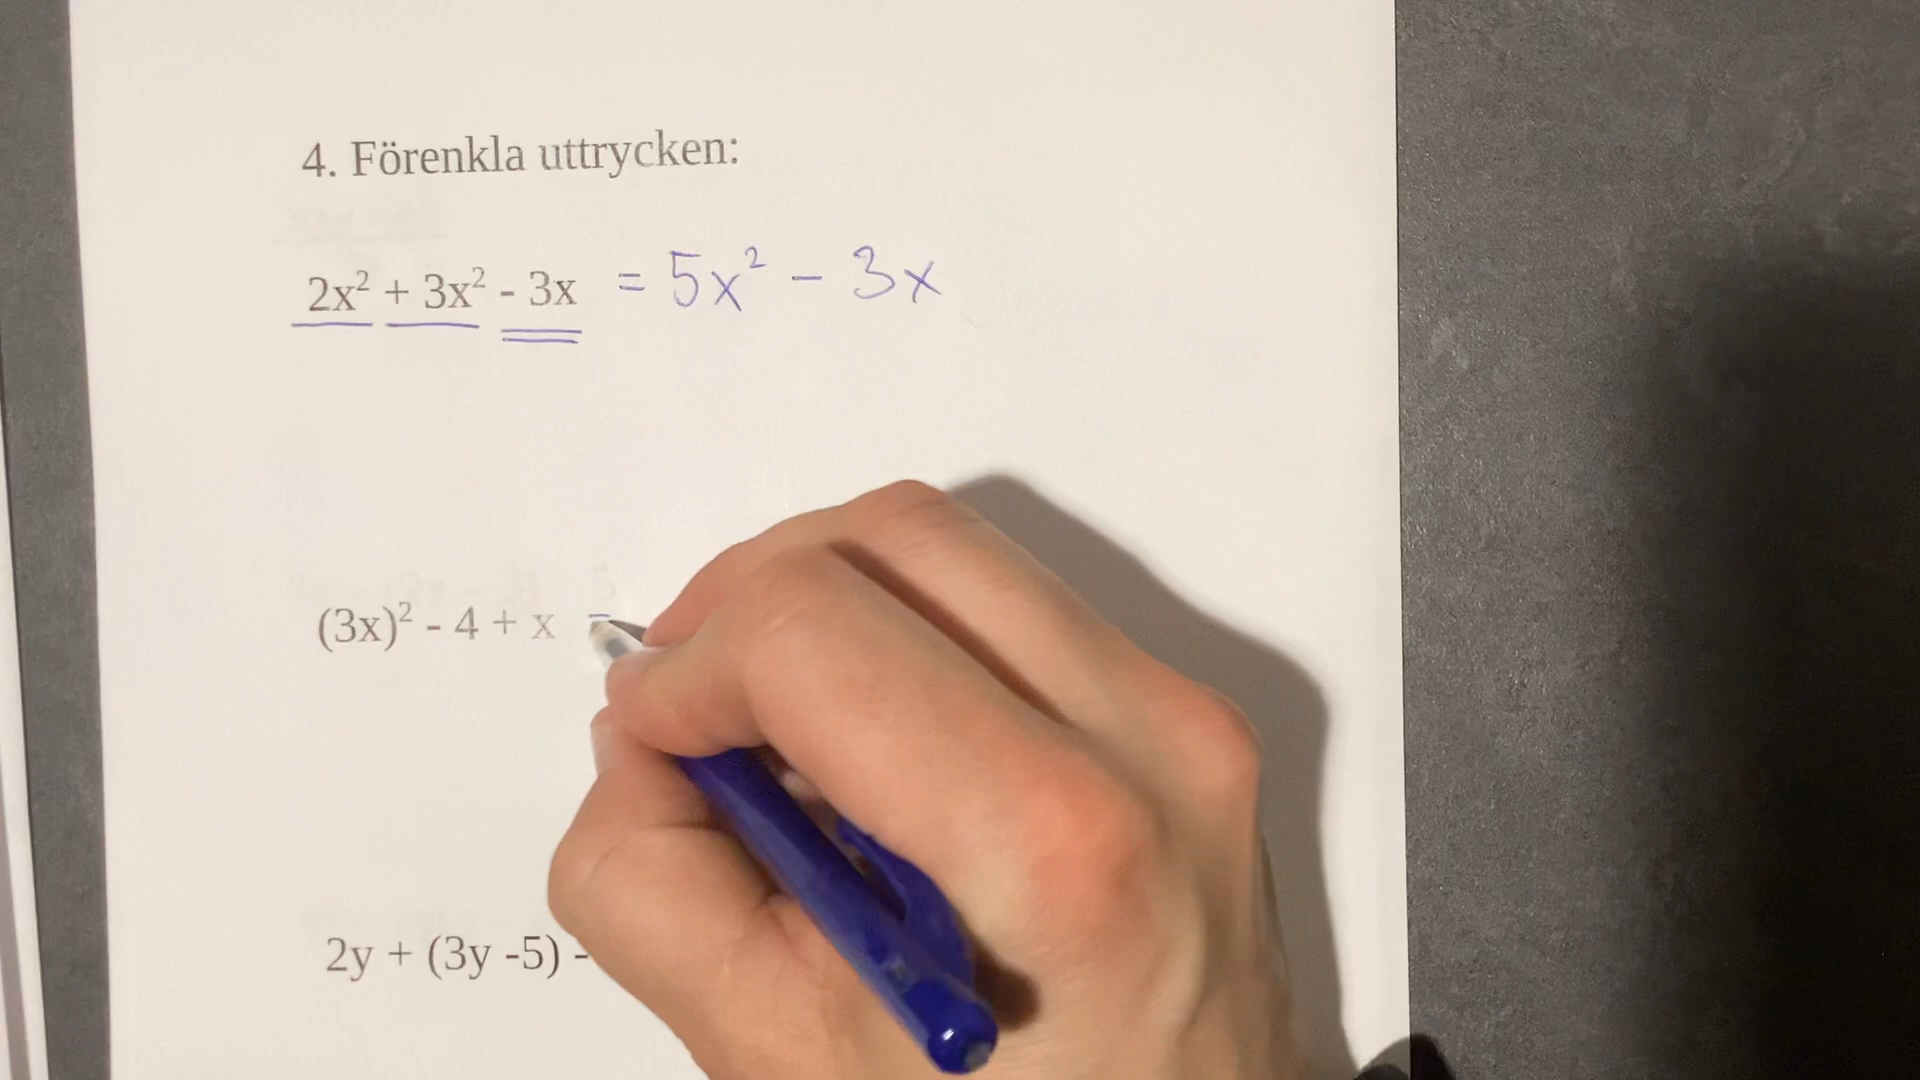 4. Förenkla uttrycken:
2x² + 3x² - 3x = 5x² - 3x
(3x)² - 4 + x =
2y + (3y -5) -